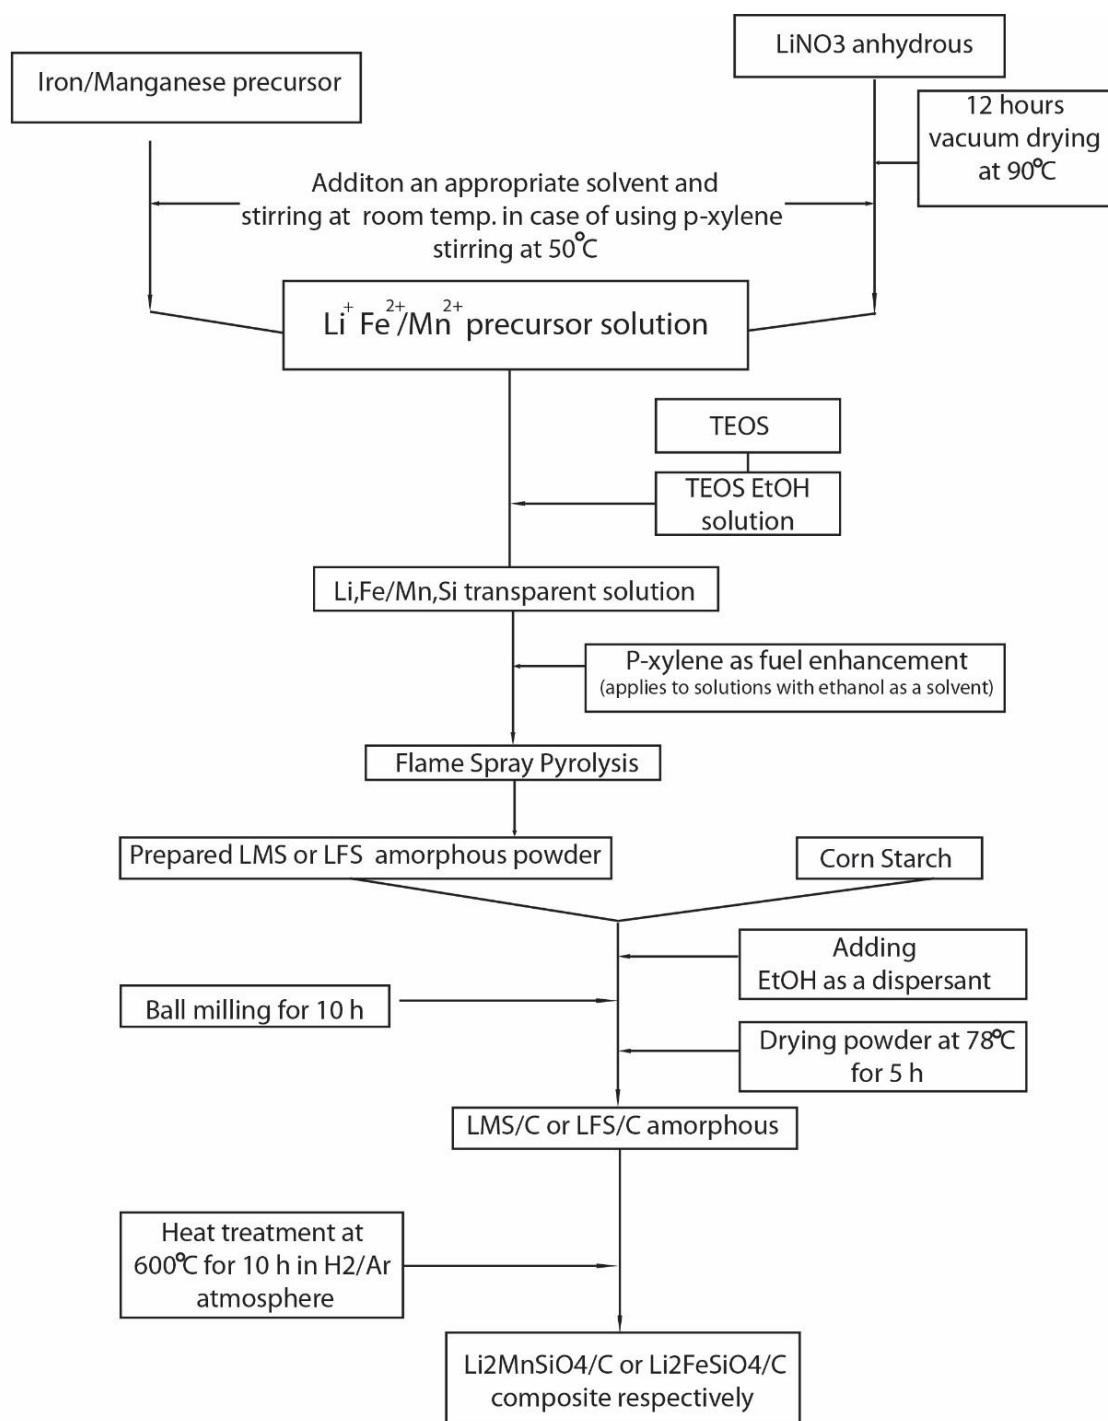 LiNO3 anhydrous
Iron/Manganese precursor
12 hours
vacuum drying
at 90℃
Additon an appropriate solvent and
stirring at room temp. in case of using p-xylene
stirring at 50℃
Li⁺ Fe²⁺/Mn²⁺ precursor solution
TEOS
TEOS EtOH
solution
Li,Fe/Mn,Si transparent solution
P-xylene as fuel enhancement
(applies to solutions with ethanol as a solvent)
Flame Spray Pyrolysis
Prepared LMS or LFS amorphous powder
Corn Starch
Adding
EtOH as a dispersant
Ball milling for 10 h
Drying powder at 78℃
for 5 h
LMS/C or LFS/C amorphous
Heat treatment at
600℃ for 10 h in H2/Ar
atmosphere
Li2MnSiO4/C or Li2FeSiO4/C
composite respectively